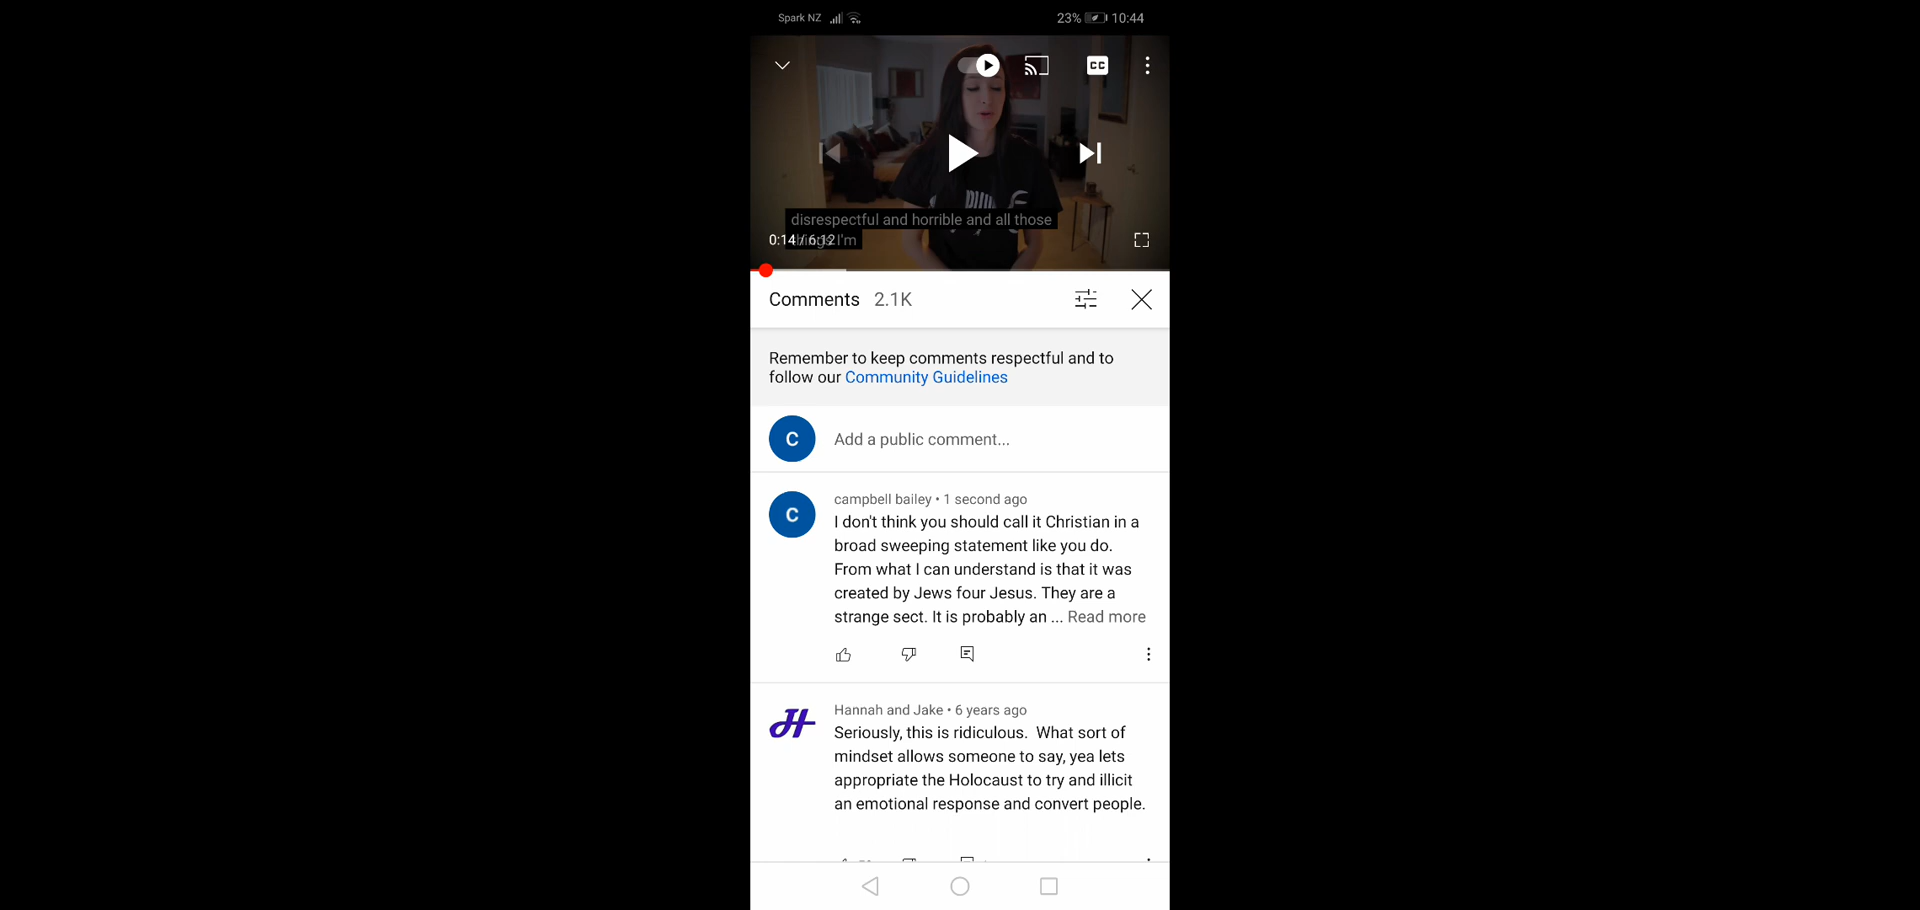 Spark NZ
23% 10:44
CC
disrespectful and horrible and all those
things I'm
0:14 / 6:12
Comments 2.1K
Remember to keep comments respectful and to
follow our Community Guidelines
C
Add a public comment...
C
campbell bailey • 1 second ago
I don't think you should call it Christian in a
broad sweeping statement like you do.
From what I can understand is that it was
created by Jews four Jesus. They are a
strange sect. It is probably an ... Read more
JH
Hannah and Jake • 6 years ago
Seriously, this is ridiculous.  What sort of
mindset allows someone to say, yea lets
appropriate the Holocaust to try and illicit
an emotional response and convert people.